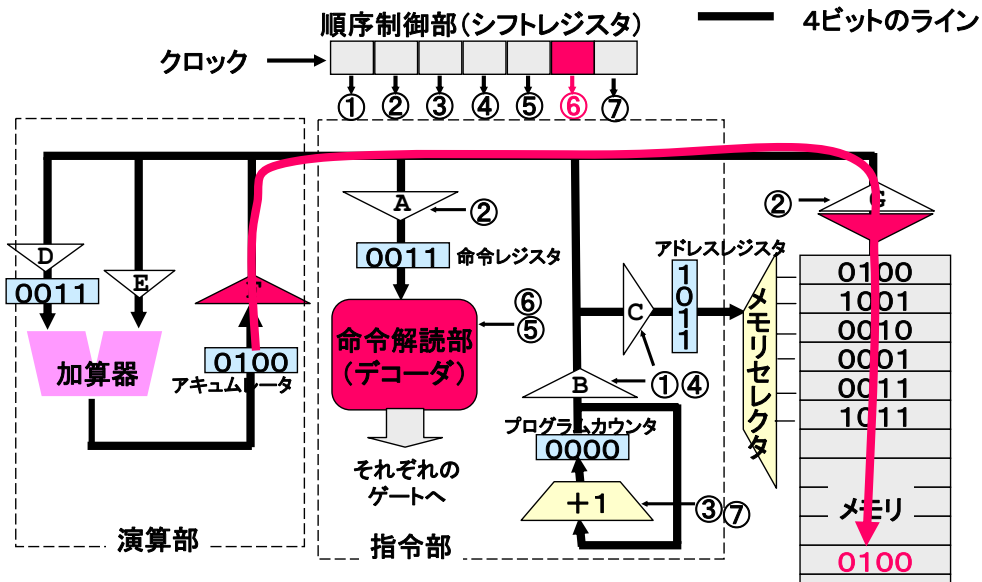 順序制御部(シフトレジスタ)
4ビットのライン
クロック
① ② ③ ④ ⑤ ⑥ ⑦
A
②
0011
命令レジスタ
命令解読部
(デコーダ)
⑥
⑤
それぞれの
ゲートへ
D
0011
E
加算器
0100
アキュムレータ
演算部
C
アドレスレジスタ
1011
①④
B
プログラムカウンタ
0000
+1
③⑦
指令部
②
G
メモリセレクタ
0100
1001
0010
0001
0011
1011
メモリ
0100